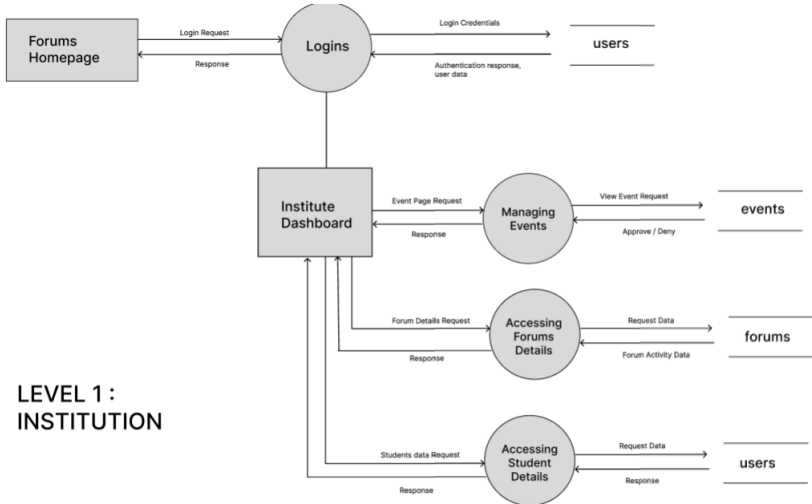 Forums
Homepage
Login Request
Response
Logins
Login Credentials
Authentication response,
user data
users
Institute
Dashboard
Event Page Request
Response
Managing
Events
View Event Request
Approve / Deny
events
Forum Details Request
Response
Accessing
Forums
Details
Request Data
Forum Activity Data
forums
LEVEL 1 :
INSTITUTION
Students data Request
Response
Accessing
Student
Details
Request Data
Response
users